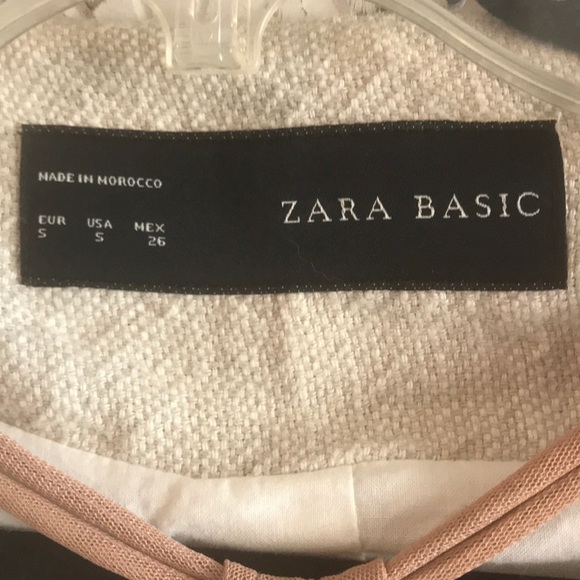 MADE IN MOROCCO
EUR USA MEX
S S 26
ZARA BASIC